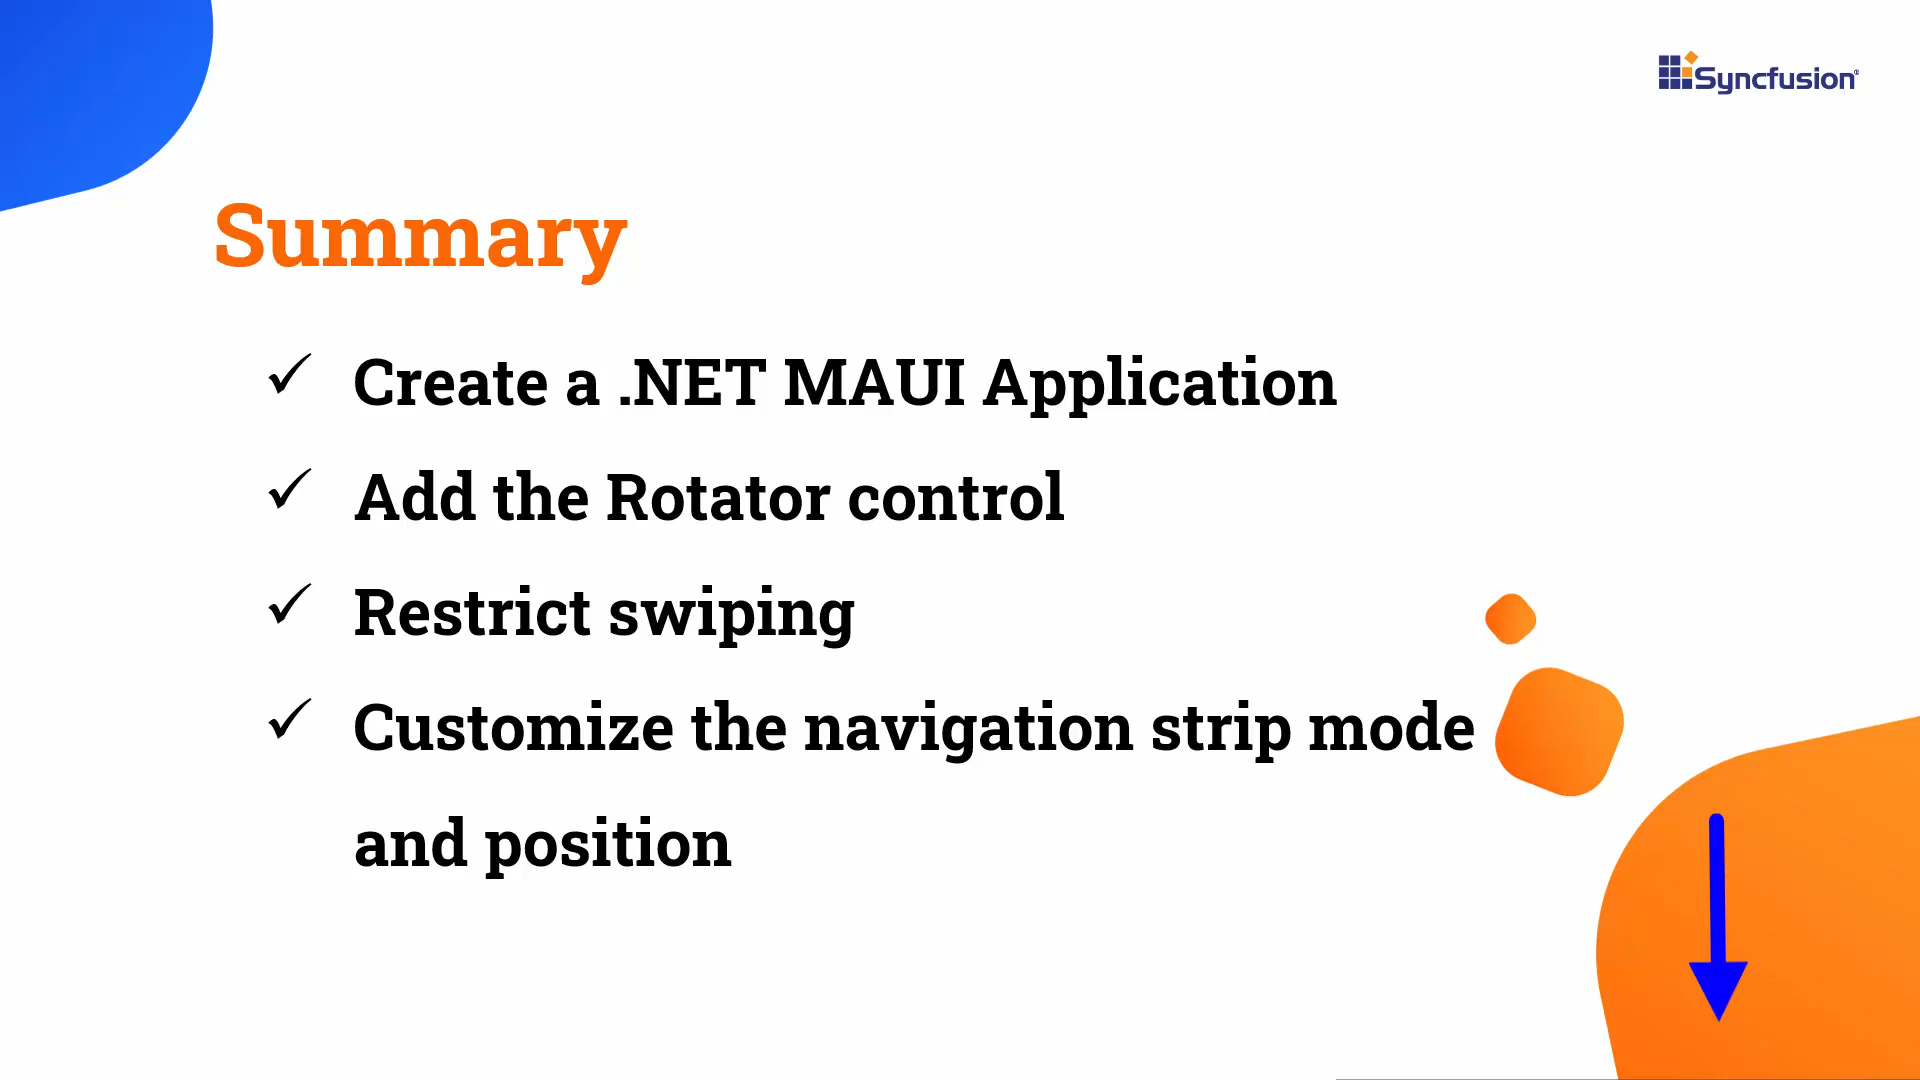 Syncfusion®
Summary
✓ Create a .NET MAUI Application
✓ Add the Rotator control
✓ Restrict swiping
✓ Customize the navigation strip mode
and position